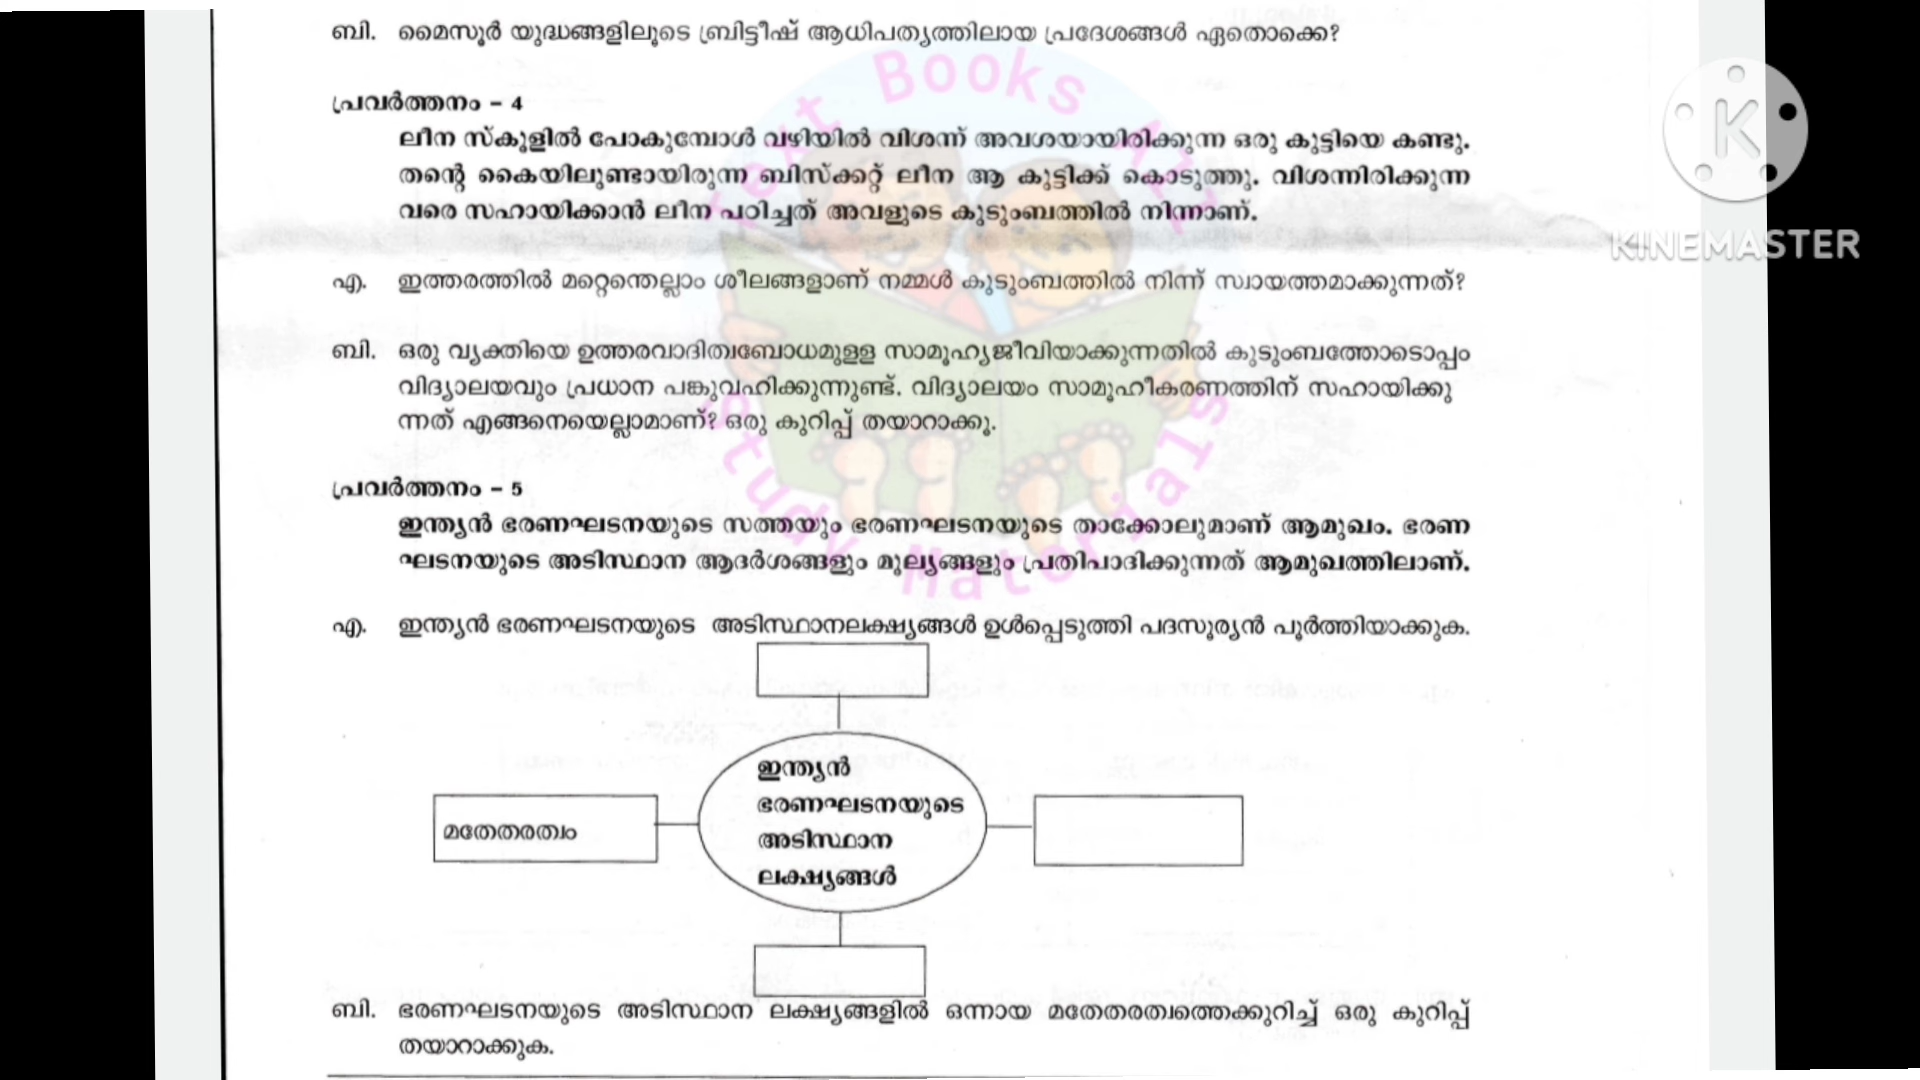 ബി. മൈസൂർ യുദ്ധങ്ങളിലൂടെ ബ്രിട്ടീഷ് ആധിപത്യത്തിലായ പ്രദേശങ്ങൾ ഏതൊക്കെ?
പ്രവർത്തനം – 4
ലീന സ്കൂളിൽ പോകുമ്പോൾ വഴിയിൽ വിശന്ന് അവശയായിരിക്കുന്ന ഒരു കുട്ടിയെ കണ്ടു.
തന്റെ കൈയിലുണ്ടായിരുന്ന ബിസ്ക്കറ്റ് ലീന ആ കുട്ടിക്ക് കൊടുത്തു. വിശന്നിരിക്കുന്ന
വരെ സഹായിക്കാൻ ലീന പഠിച്ചത് അവളുടെ കുടുംബത്തിൽ നിന്നാണ്.
എ. ഇത്തരത്തിൽ മറ്റെന്തെല്ലാം ശീലങ്ങളാണ് നമ്മൾ കുടുംബത്തിൽ നിന്ന് സ്വായത്തമാക്കുന്നത്?
ബി. ഒരു വ്യക്തിയെ ഉത്തരവാദിത്വബോധമുള്ള സാമൂഹ്യജീവിയാക്കുന്നതിൽ കുടുംബത്തോടൊപ്പം
വിദ്യാലയവും പ്രധാന പങ്കുവഹിക്കുന്നുണ്ട്. വിദ്യാലയം സാമൂഹീകരണത്തിന് സഹായിക്കു
ന്നത് എങ്ങനെയെല്ലാമാണ്? ഒരു കുറിപ്പ് തയാറാക്കൂ.
പ്രവർത്തനം – 5
ഇന്ത്യൻ ഭരണഘടനയുടെ സത്തയും ഭരണഘടനയുടെ താക്കോലുമാണ് ആമുഖം. ഭരണ
ഘടനയുടെ അടിസ്ഥാന ആദർശങ്ങളും മൂല്യങ്ങളും പ്രതിപാദിക്കുന്നത് ആമുഖത്തിലാണ്.
എ. ഇന്ത്യൻ ഭരണഘടനയുടെ അടിസ്ഥാനലക്ഷ്യങ്ങൾ ഉൾപ്പെടുത്തി പദസൂര്യൻ പൂർത്തിയാക്കുക.
ഇന്ത്യൻ
ഭരണഘടനയുടെ
അടിസ്ഥാന
ലക്ഷ്യങ്ങൾ
മതേതരത്വം
ബി. ഭരണഘടനയുടെ അടിസ്ഥാന ലക്ഷ്യങ്ങളിൽ ഒന്നായ മതേതരത്വത്തെക്കുറിച്ച് ഒരു കുറിപ്പ്
തയാറാക്കുക.
Text Books All
Study Materials
K
KINEMASTER